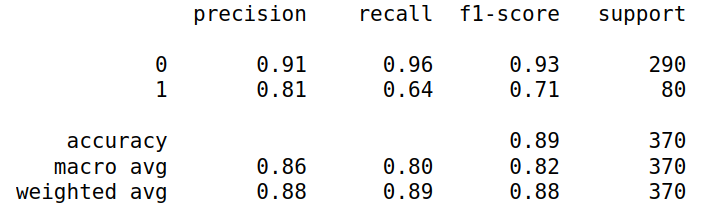 precision recall f1-score support
0 0.91 0.96 0.93 290
1 0.81 0.64 0.71 80
accuracy 0.89 370
macro avg 0.86 0.80 0.82 370
weighted avg 0.88 0.89 0.88 370